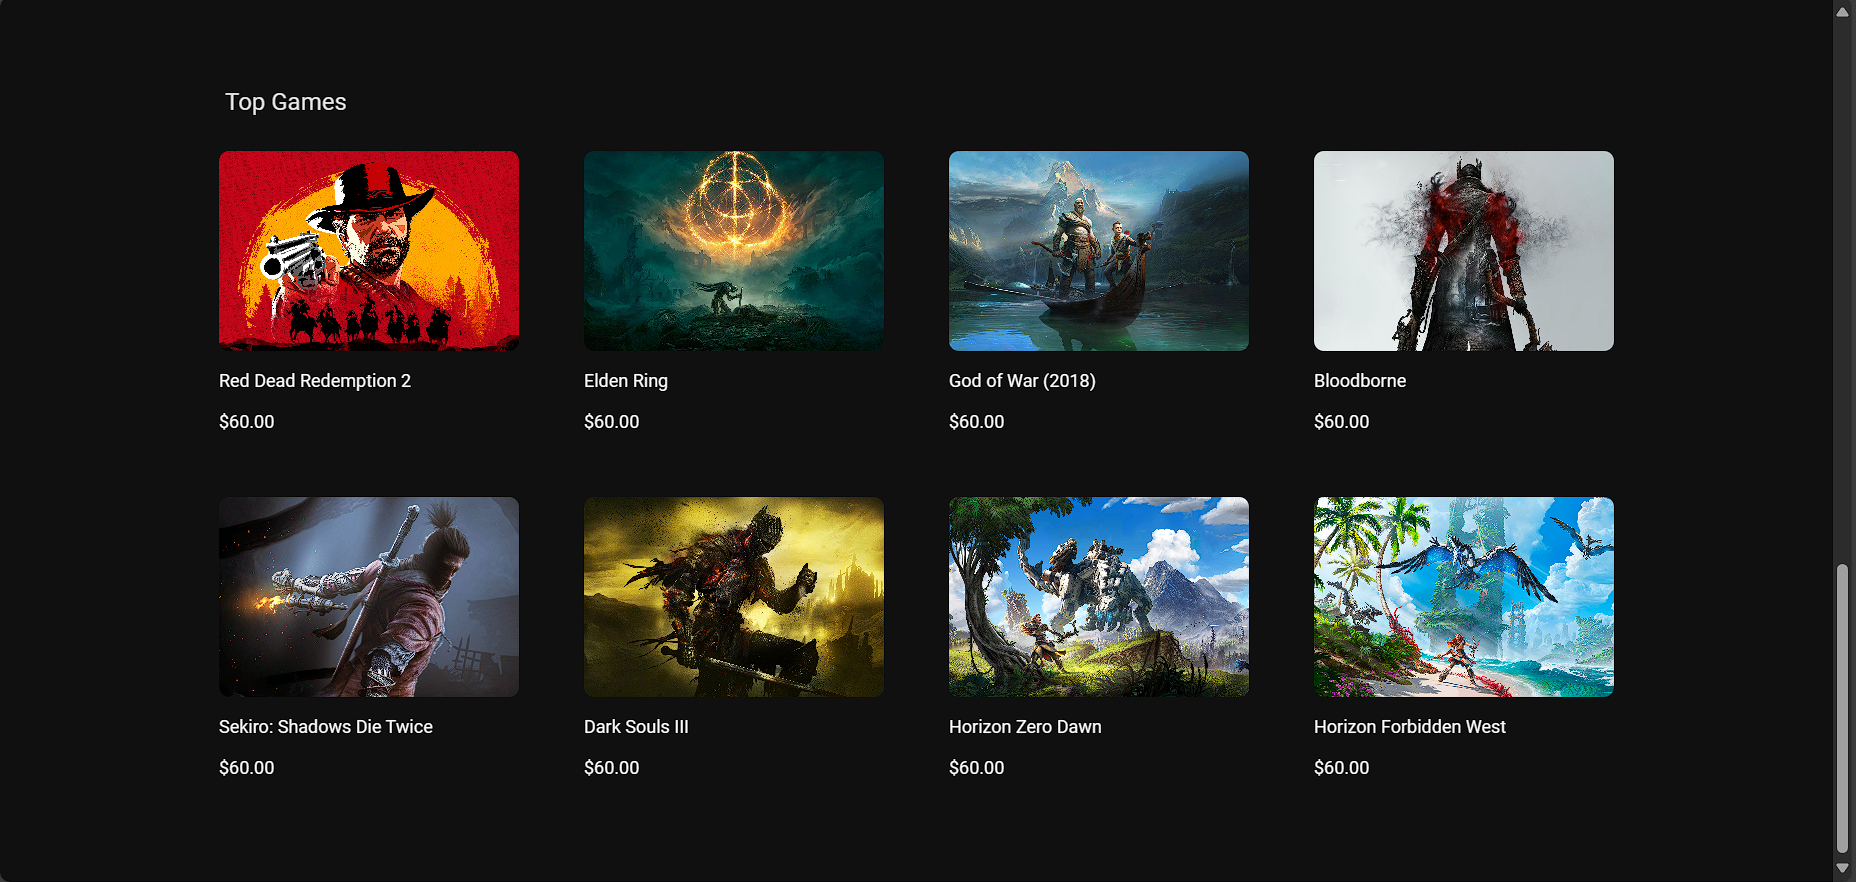 Top Games
Red Dead Redemption 2
Elden Ring
God of War (2018)
Bloodborne
$60.00
$60.00
$60.00
$60.00
Sekiro: Shadows Die Twice
Dark Souls III
Horizon Zero Dawn
Horizon Forbidden West
$60.00
$60.00
$60.00
$60.00